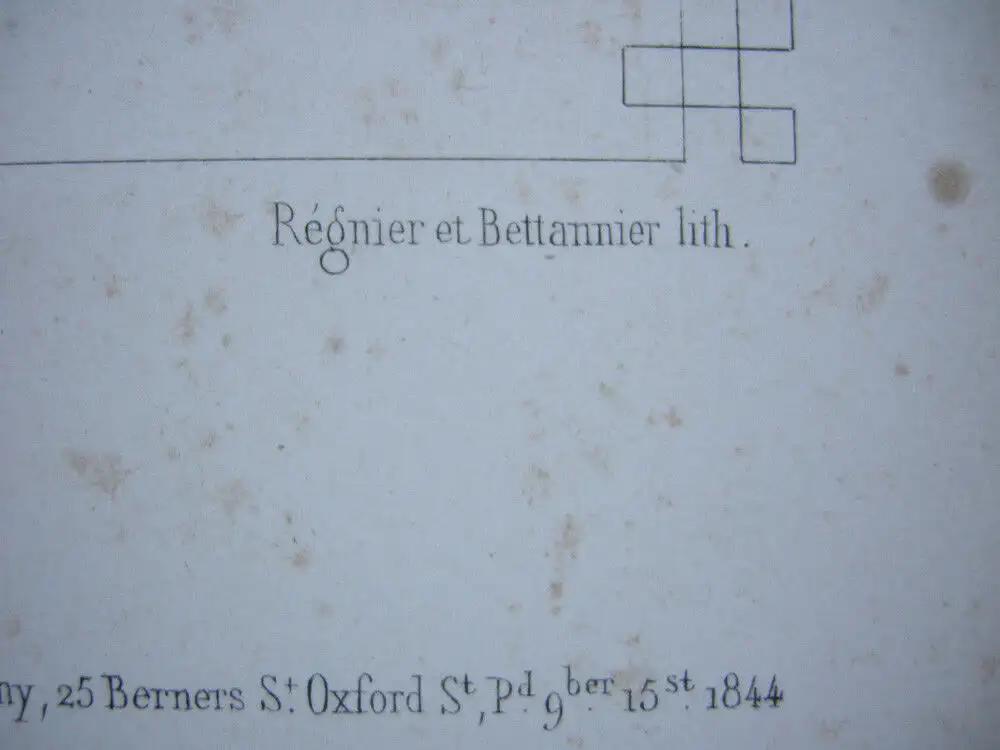 Régnier et Bettannier lith.
ny, 25 Berners St. Oxford St, Pd. 9ber. 15st. 1844